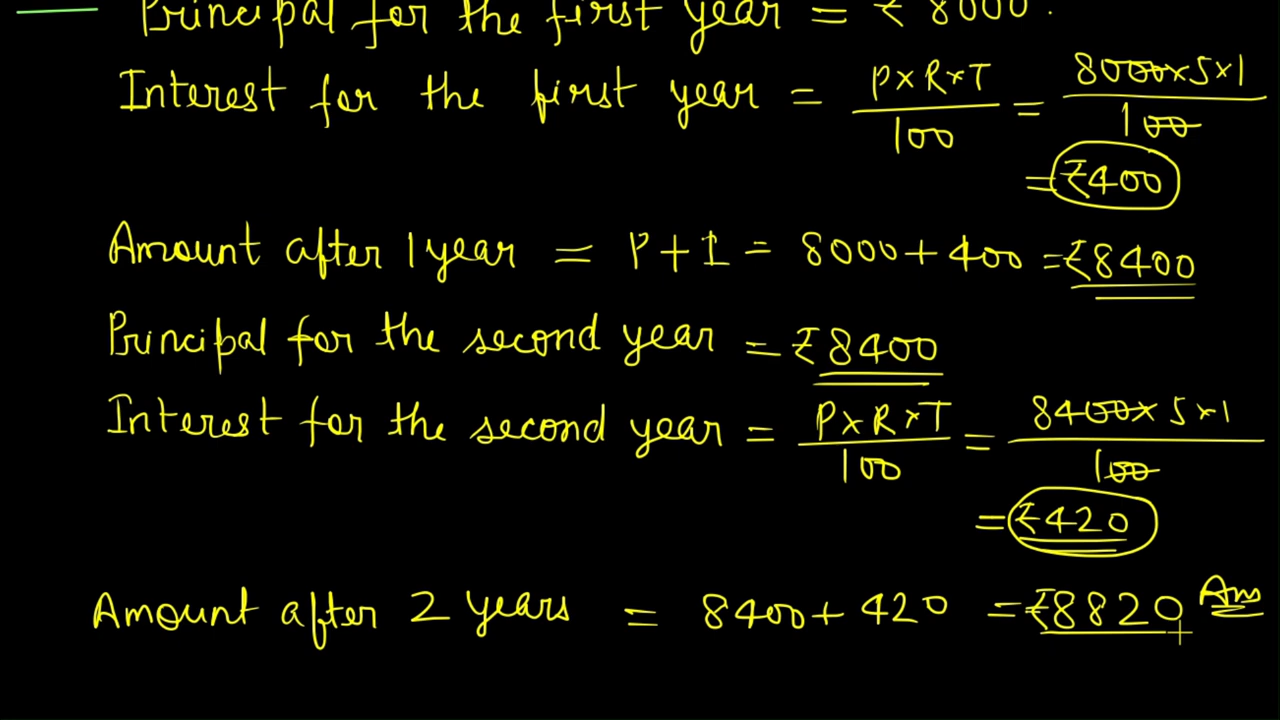 Principal for the first year = ₹ 8000.
Interest for the first year = P×R×T/100 = 8000×5×1/100
= ₹400
Amount after 1 year = P+I = 8000+400 = ₹8400
Principal for the second year = ₹8400
Interest for the second year = P×R×T/100 = 8400×5×1/100
= ₹420
Amount after 2 years = 8400+420 = ₹8820 Ans